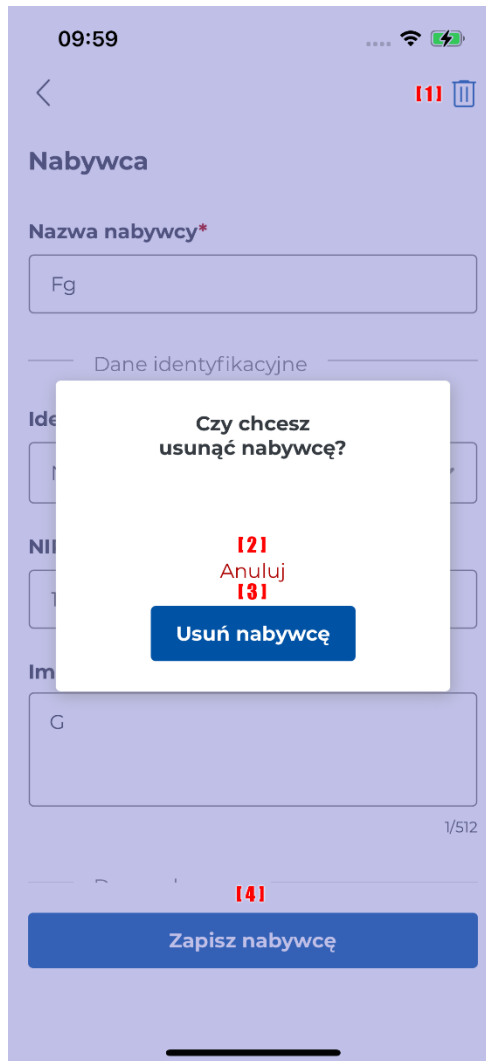 09:59
[1]
Nabywca
Nazwa nabywcy*
Fg
Dane identyfikacyjne
Czy chcesz
usunąć nabywcę?
[2]
Anuluj
[3]
Usuń nabywcę
G
1/512
[4]
Zapisz nabywcę